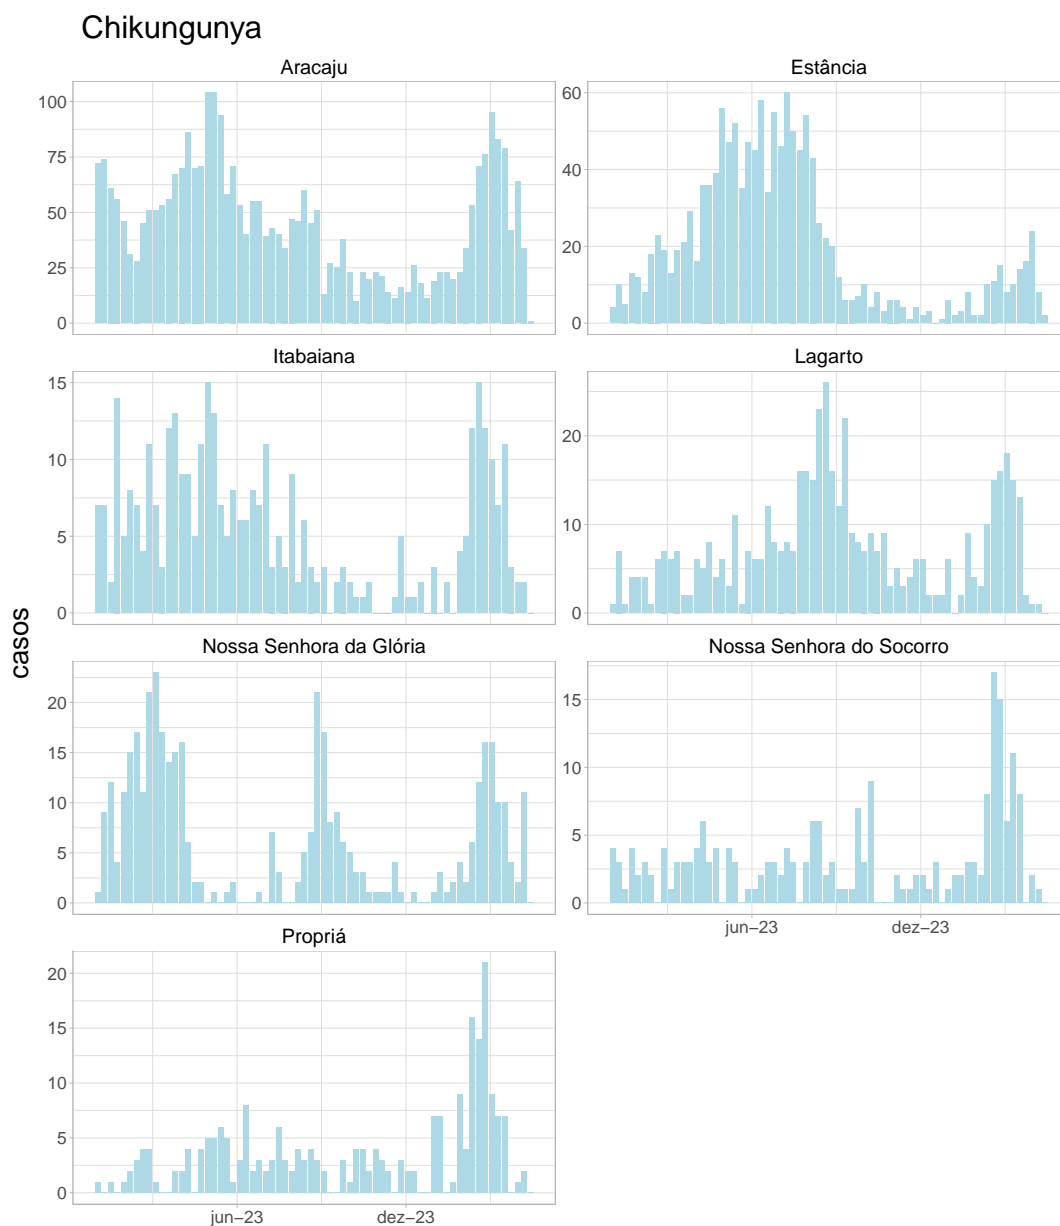 Chikungunya
Aracaju
Estância
100
75
50
25
0
60
40
20
0
Itabaiana
Lagarto
15
10
5
0
20
10
0
casos
Nossa Senhora da Glória
Nossa Senhora do Socorro
20
15
10
5
0
15
10
5
0
jun−23
dez−23
Propriá
20
15
10
5
0
jun−23
dez−23